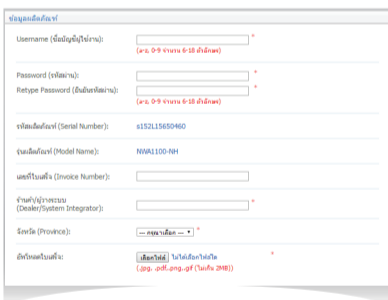 ข้อมูลผลิตภัณฑ์
Username (ชื่อบัญชีผู้ใช้งาน): *
(a-z, 0-9 จำนวน 6-18 ตัวอักษร)
Password (รหัสผ่าน): *
Retype Password (ยืนยันรหัสผ่าน): *
(a-z, 0-9 จำนวน 6-18 ตัวอักษร)
รหัสผลิตภัณฑ์ (Serial Number): s152L15650460
รุ่นผลิตภัณฑ์ (Model Name): NWA1100-NH
เลขที่ใบเสร็จ (Invoice Number):
ร้านค้า/ผู้วางระบบ *
(Dealer/System Integrator):
จังหวัด (Province): --- กรุณาเลือก --- *
อัพโหลดใบเสร็จ: เลือกไฟล์ ไม่ได้เลือกไฟล์ใด *
(.jpg, .pdf,.png,.gif (ไม่เกิน 2MB))